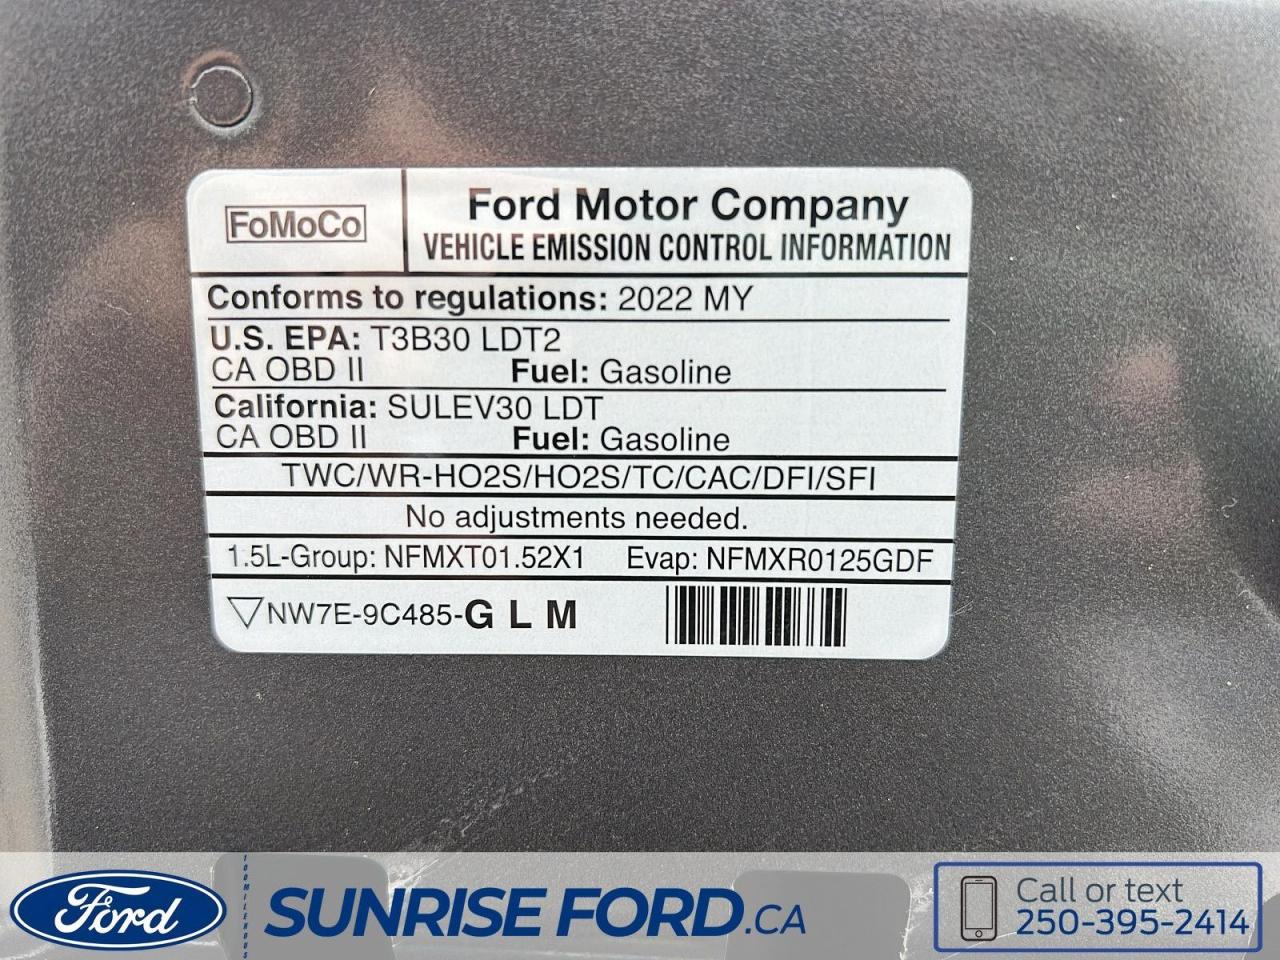 FoMoCo
Ford Motor Company
VEHICLE EMISSION CONTROL INFORMATION
Conforms to regulations: 2022 MY
U.S. EPA: T3B30 LDT2
CA OBD II Fuel: Gasoline
California: SULEV30 LDT
CA OBD II Fuel: Gasoline
TWC/WR-HO2S/HO2S/TC/CAC/DFI/SFI
No adjustments needed.
1.5L-Group: NFMXT01.52X1 Evap: NFMXR0125GDF
NW7E-9C485-G L M
Ford
100MILEHOUS
SUNRISE FORD.CA
Call or text
250-395-2414